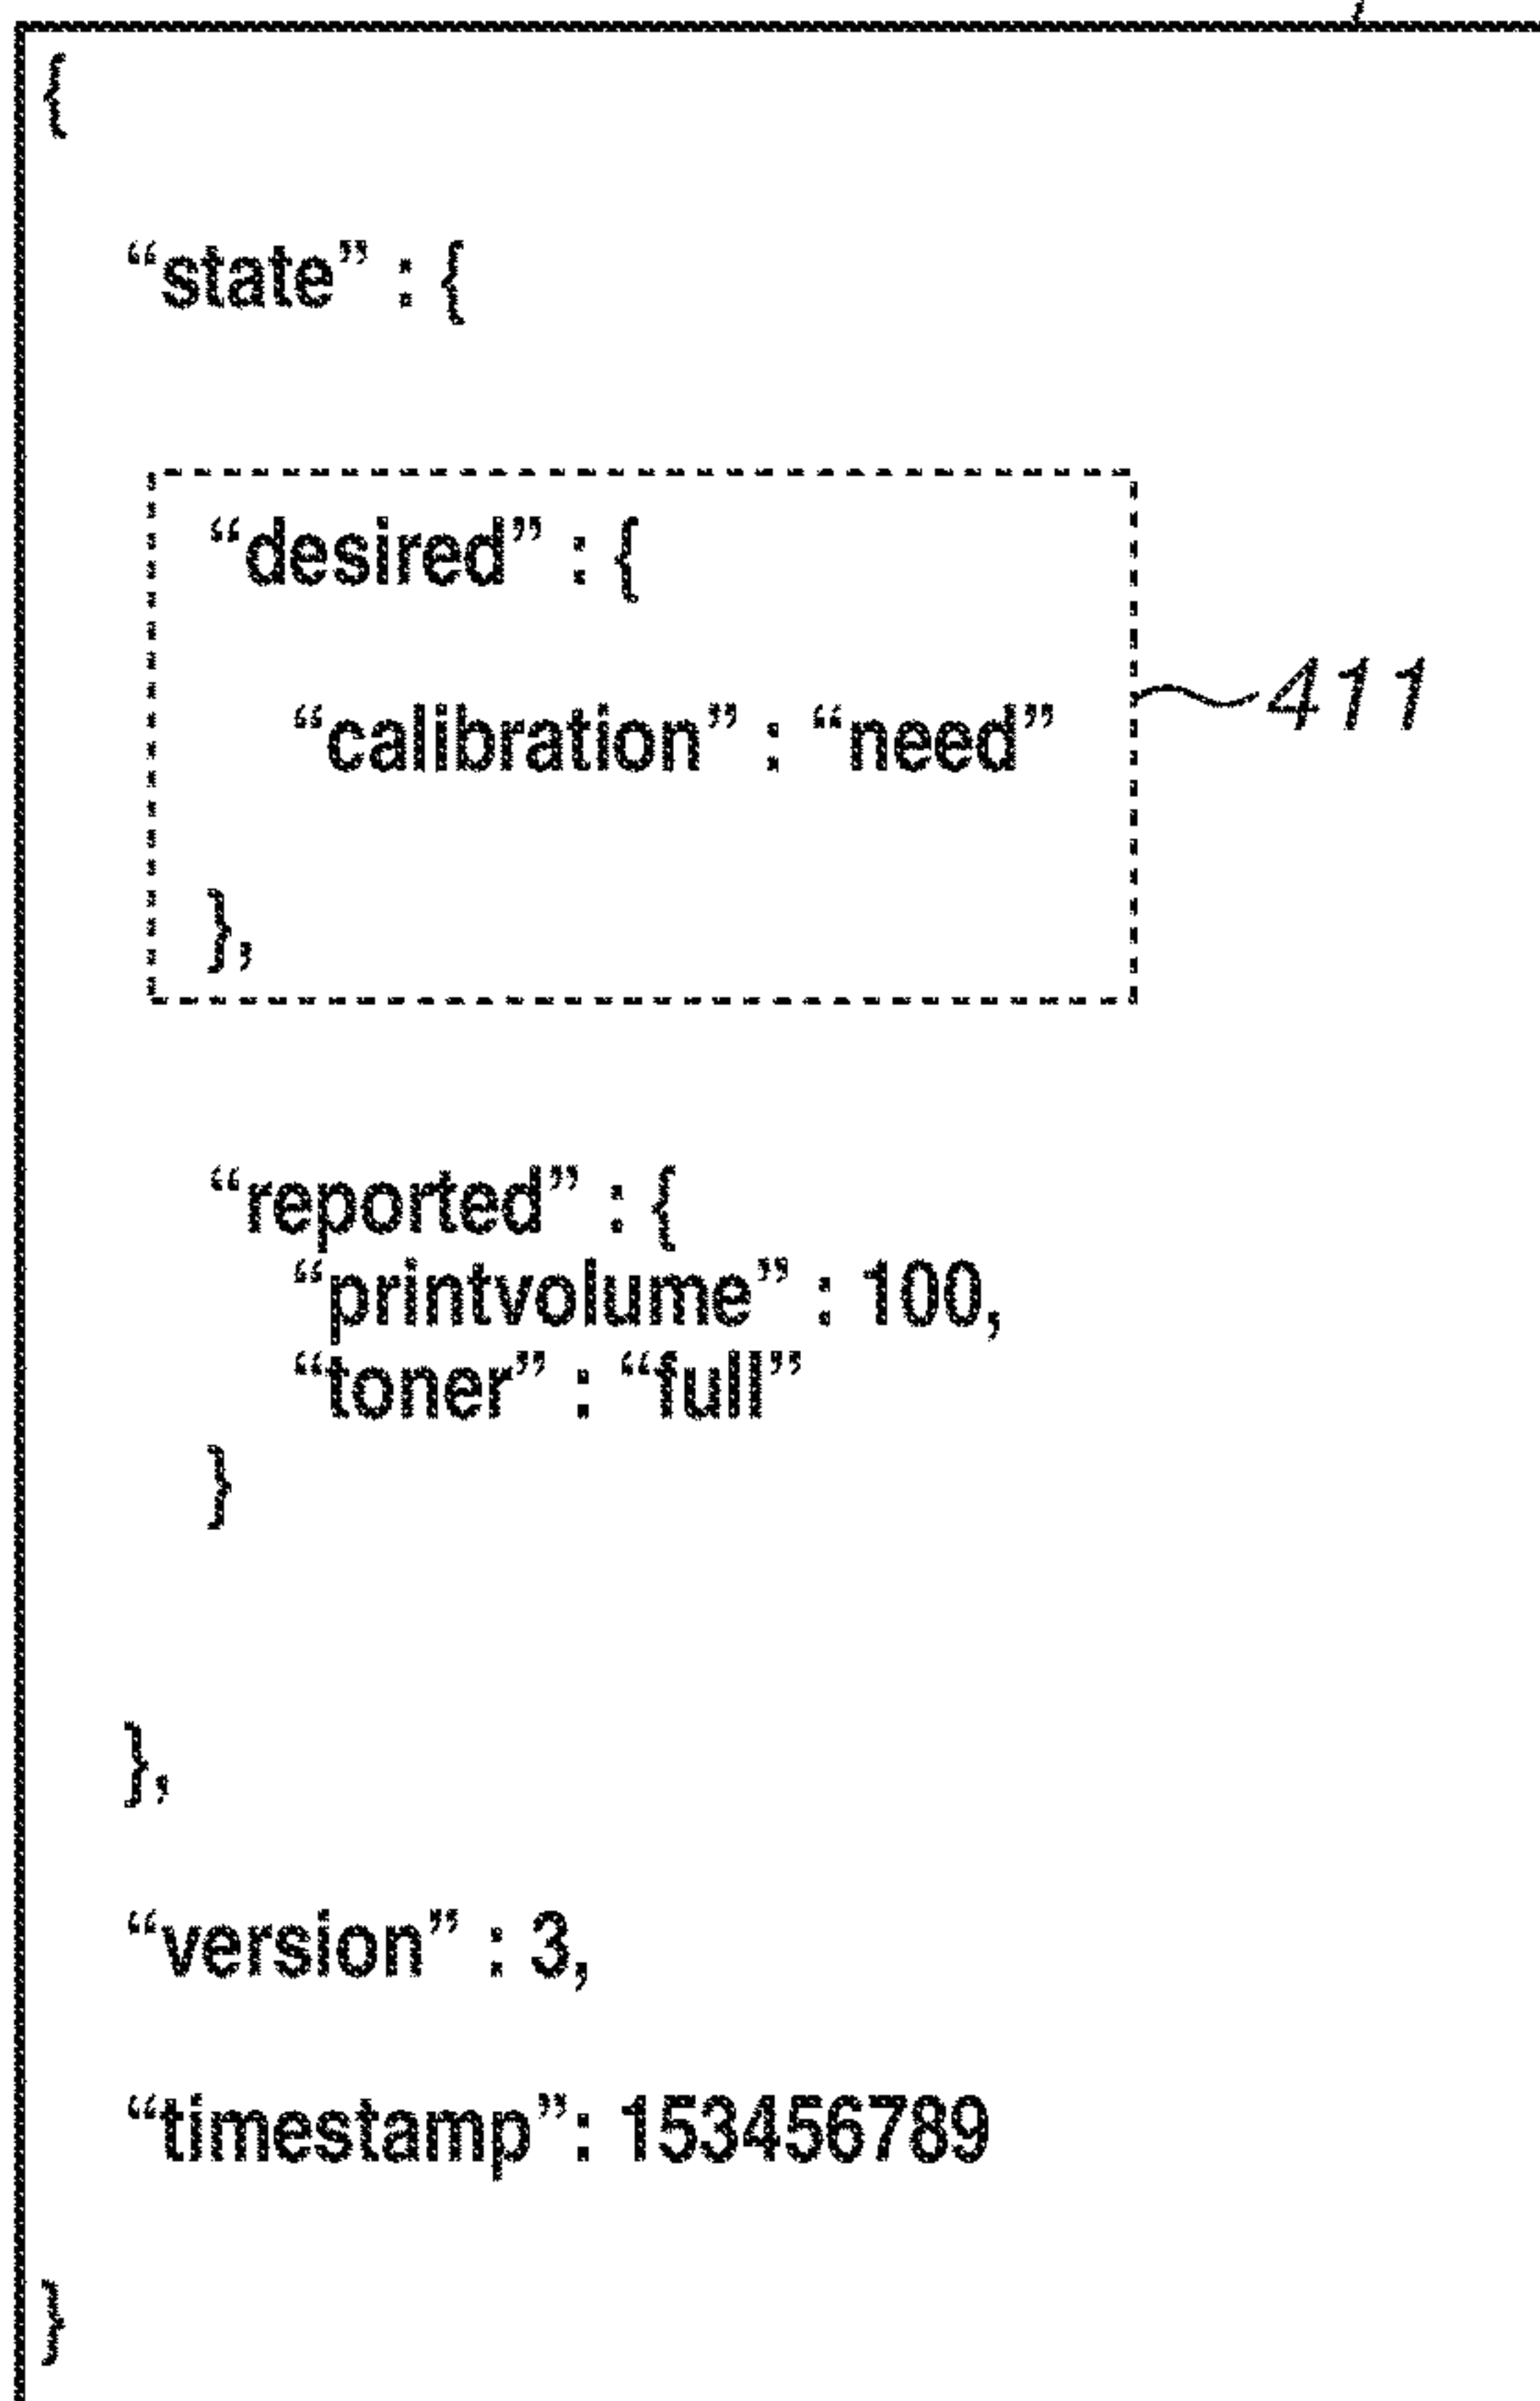 {
“state” : {
“desired” : {
“calibration” : “need”
411
},
“reported” : {
“printvolume” : 100,
“toner” : “full”
}
},
“version” : 3,
“timestamp”: 153456789
}